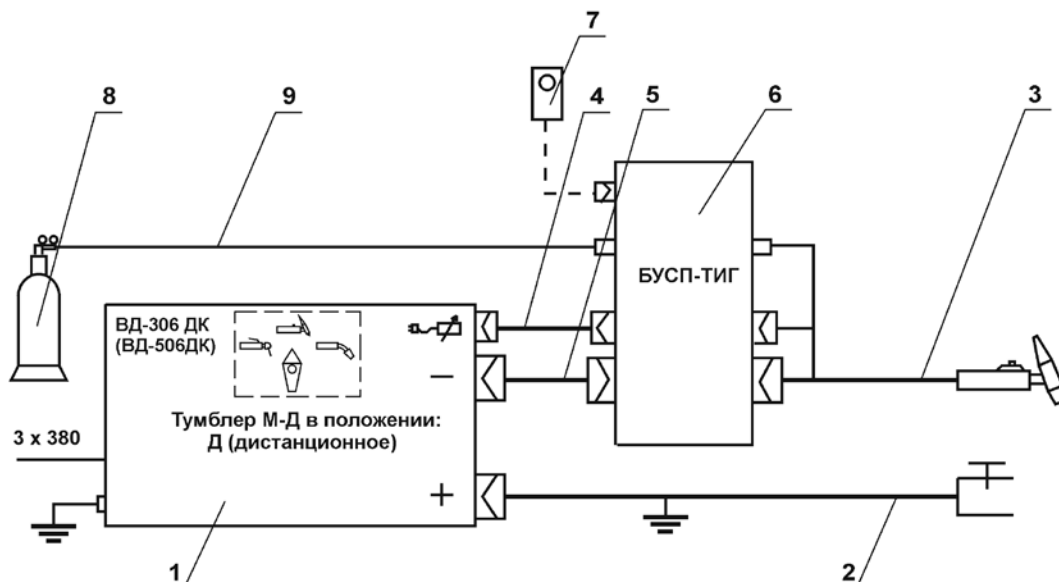 7
8
9
4
5
6
3
БУСП-ТИГ
ВД-306 ДК
(ВД-506ДК)
−
Тумблер М-Д в положении:
Д (дистанционное)
3 x 380
+
1
2